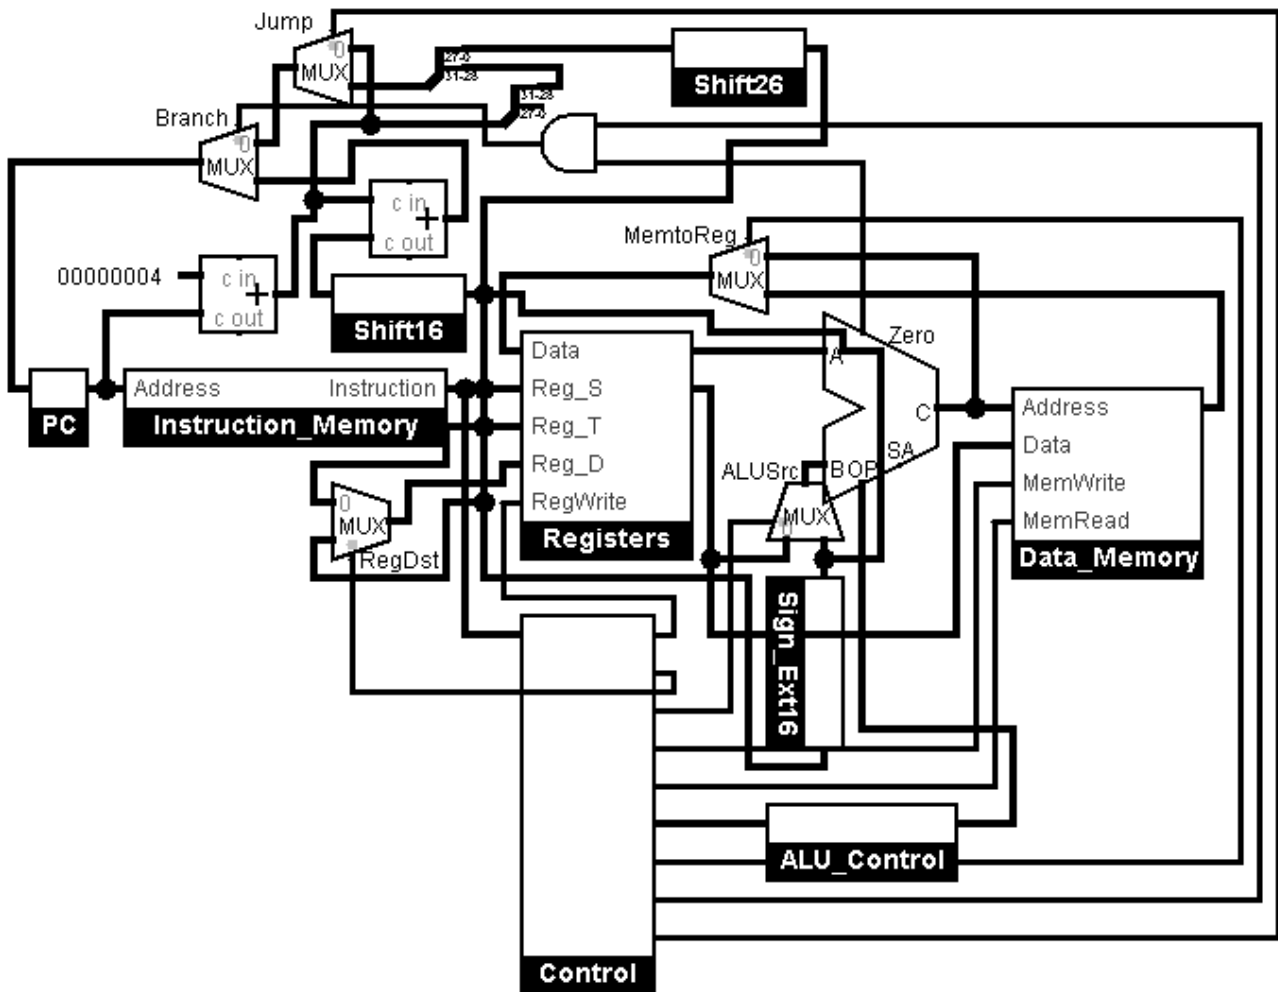 Jump
0
MUX
27-0
31-28
Shift26
31-28
27-0
Branch
0
MUX
c in
+
c out
MemtoReg
0
MUX
00000004
c in
+
c out
Shift16
Zero
Data
A
Address
Instruction
Reg_S
PC
Instruction_Memory
Reg_T
C
Address
Data
SA
Reg_D
ALUSrc
B
OP
MemWrite
0
MUX
RegWrite
MUX
0
MemRead
Registers
RegDst
Data_Memory
Sign_Ext16
ALU_Control
Control